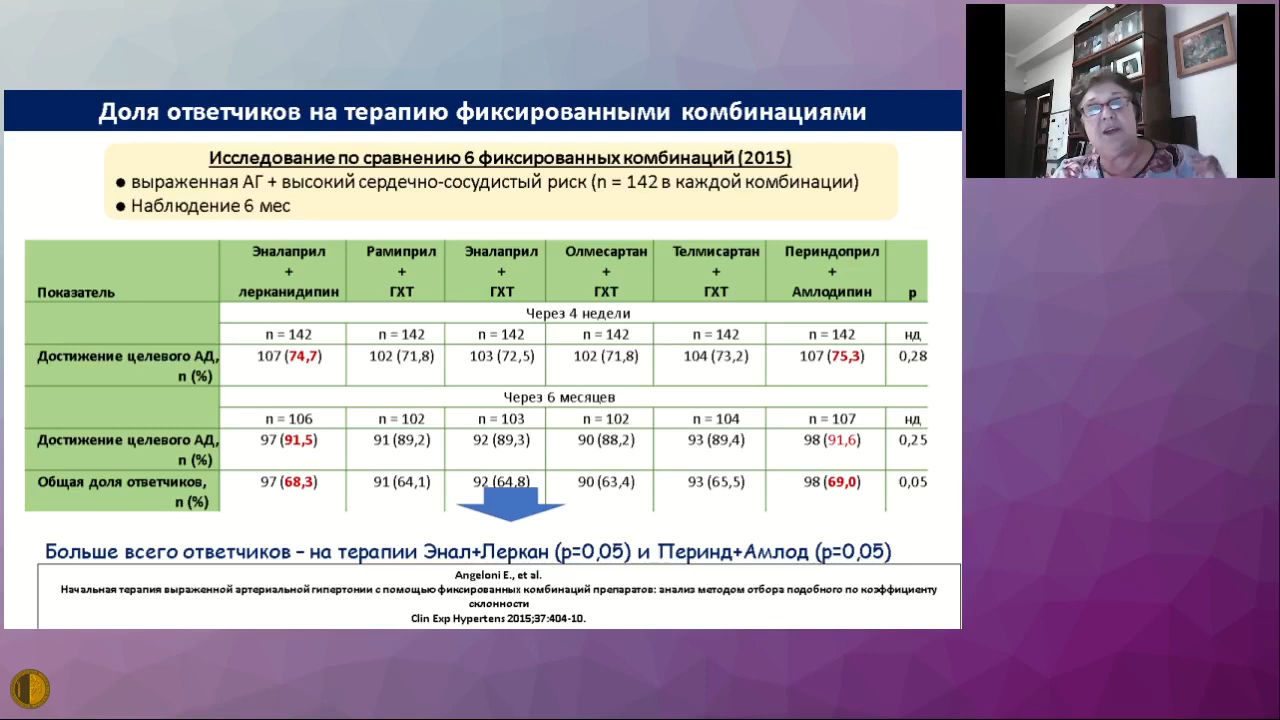 Доля ответчиков на терапию фиксированными комбинациями
Исследование по сравнению 6 фиксированных комбинаций (2015)
● выраженная АГ + высокий сердечно-сосудистый риск (n = 142 в каждой комбинации)
● Наблюдение 6 мес
Показатель Эналаприл + лерканидипин Рамиприл + ГХТ Эналаприл + ГХТ Олмесартан + ГХТ Телмисартан + ГХТ Периндоприл + Амлодипин р
Через 4 недели
n = 142 n = 142 n = 142 n = 142 n = 142 n = 142 нд
Достижение целевого АД, n (%) 107 (74,7) 102 (71,8) 103 (72,5) 102 (71,8) 104 (73,2) 107 (75,3) 0,28
Через 6 месяцев
n = 106 n = 102 n = 103 n = 102 n = 104 n = 107 нд
Достижение целевого АД, n (%) 97 (91,5) 91 (89,2) 92 (89,3) 90 (88,2) 93 (89,4) 98 (91,6) 0,25
Общая доля ответчиков, n (%) 97 (68,3) 91 (64,1) 92 (64,8) 90 (63,4) 93 (65,5) 98 (69,0) 0,05
Больше всего ответчиков – на терапии Энал+Леркан (р=0,05) и Перинд+Амлод (р=0,05)
Angeloni E., et al.
Начальная терапия выраженной артериальной гипертонии с помощью фиксированных комбинаций препаратов: анализ методом отбора подобного по коэффициенту
склонности
Clin Exp Hypertens 2015;37:404-10.